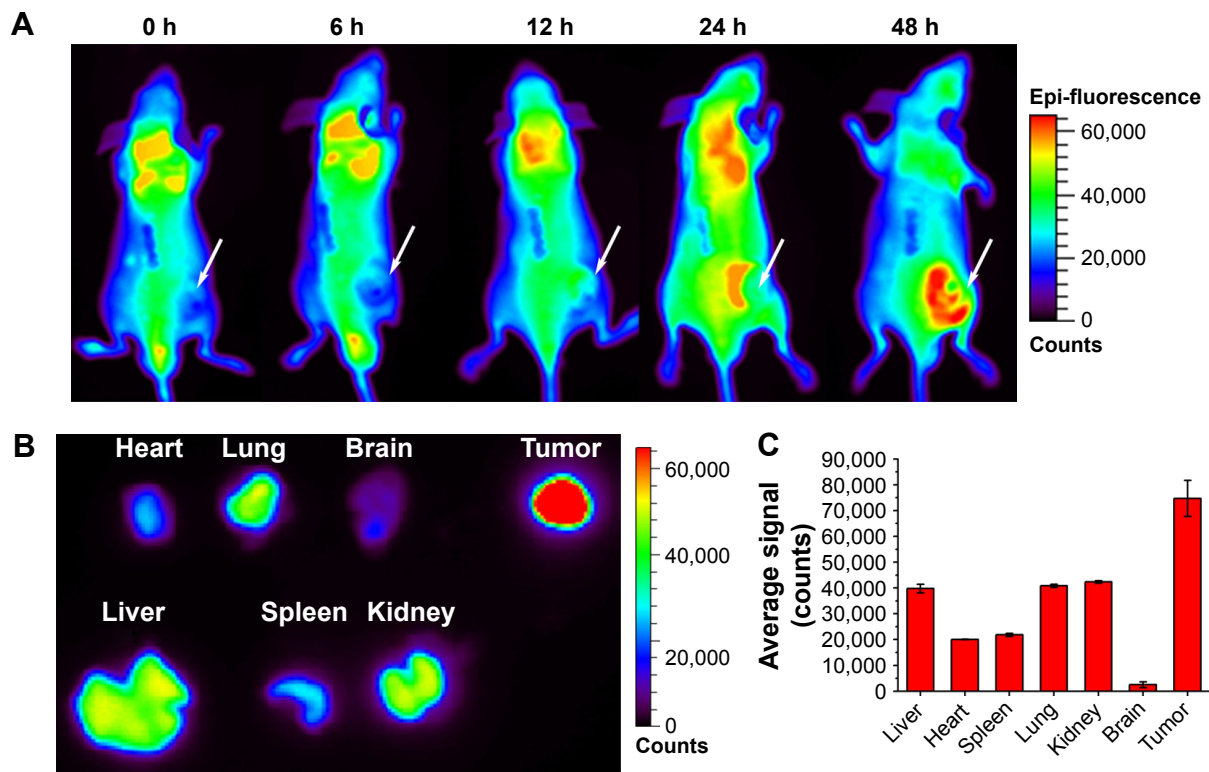 A
0 h 6 h 12 h 24 h 48 h
Epi-fluorescence
60,000
40,000
20,000
0
Counts
B
Heart Lung Brain Tumor
Liver Spleen Kidney
60,000
40,000
20,000
0
Counts
C
Average signal
(counts)
90,000
80,000
70,000
60,000
50,000
40,000
30,000
20,000
10,000
0
Liver Heart Spleen Lung Kidney Brain Tumor